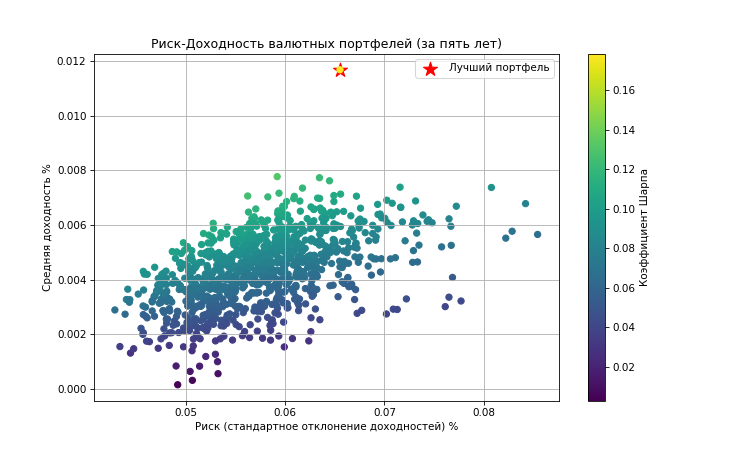 Риск-Доходность валютных портфелей (за пять лет)
Лучший портфель
Средняя доходность %
0.012
0.010
0.008
0.006
0.004
0.002
0.000
0.05 0.06 0.07 0.08
Риск (стандартное отклонение доходностей) %
0.16
0.14
0.12
0.10
0.08
0.06
0.04
0.02
Коэффициент Шарпа